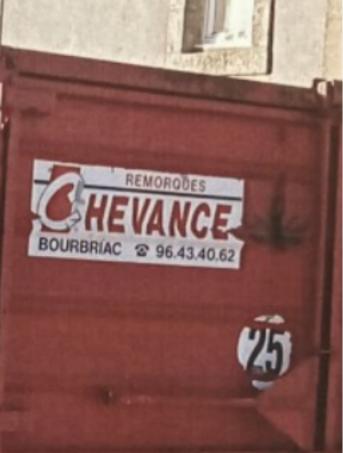 REMORQUES
CHEVANCE
BOURBRIAC ☎ 96.43.40.62
25